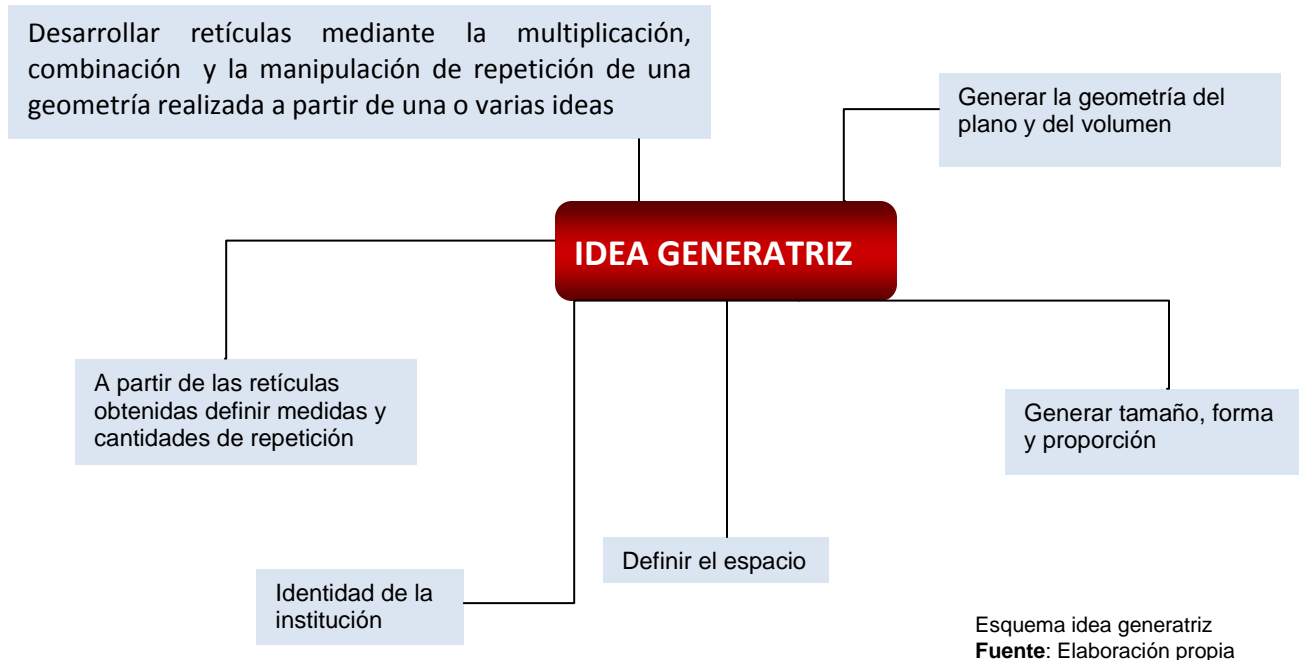 Desarrollar retículas mediante la multiplicación,
combinación y la manipulación de repetición de una
geometría realizada a partir de una o varias ideas
Generar la geometría del
plano y del volumen
IDEA GENERATRIZ
A partir de las retículas
obtenidas definir medidas y
cantidades de repetición
Generar tamaño, forma
y proporción
Definir el espacio
Identidad de la
institución
Esquema idea generatriz
Fuente: Elaboración propia